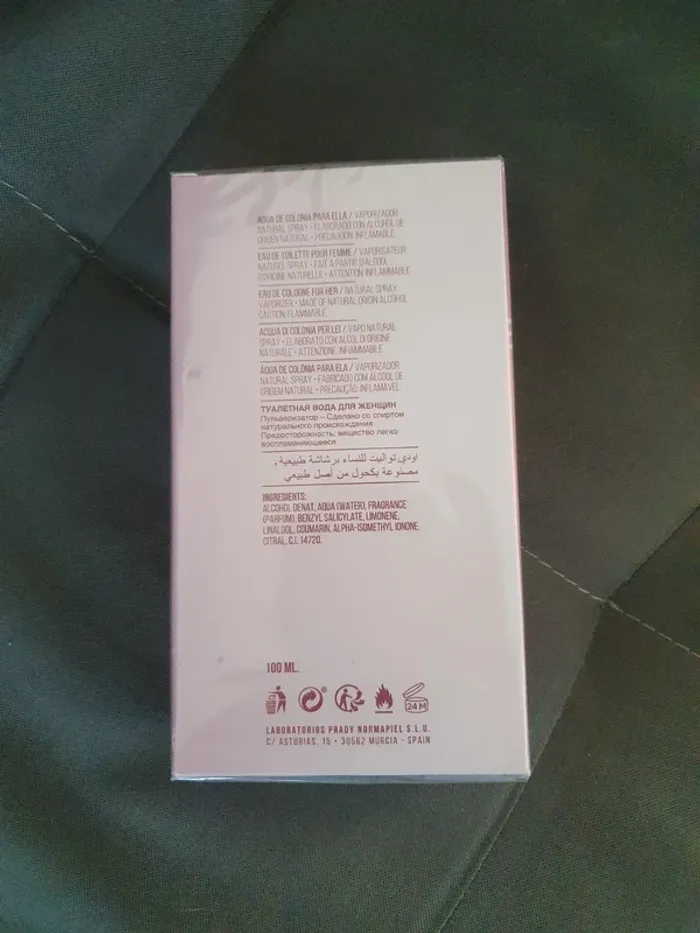 AGUA DE COLONIA PARA ELLA / VAPORIZADOR
NATURAL SPRAY • ELABORADO CON ALCOHOL DE
ORIGEN NATURAL • PRECAUCIÓN: INFLAMABLE.
EAU DE TOILETTE POUR FEMME / VAPORISATEUR
NATUREL SPRAY • FAIT À PARTIR D'ALCOOL
D'ORIGINE NATURELLE • ATTENTION: INFLAMMABLE
EAU DE COLOGNE FOR HER / NATURAL SPRAY
VAPORIZER • MADE OF NATURAL ORIGIN ALCOHOL
CAUTION: FLAMMABLE
ACQUA DI COLONIA PER LEI / VAPO NATURAL
SPRAY • ELABORATO CON ALCOL DI ORIGINE
NATURALE • ATTENZIONE: INFIAMMABILE
ÁGUA DE COLÔNIA PARA ELA / VAPORIZADOR
NATURAL SPRAY • FABRICADO COM ALCOOL DE
ORIGEM NATURAL • PRECAUÇÃO: INFLAMÁVEL
ТУАЛЕТНАЯ ВОДА ДЛЯ ЖЕНЩИН
Пульверизатор – Сделано со спиртом
натурального происхождения
Предосторожность: вещество легко
воспламеняющееся
اودي تواليت للنساء برشاشة طبيعية,
مصنوعة بكحول من أصل طبيعي
INGREDIENTS:
ALCOHOL DENAT, AQUA (WATER), FRAGRANCE
(PARFUM), BENZYL SALICYLATE, LIMONENE,
LINALOOL, COUMARIN, ALPHA-ISOMETHYL IONONE,
CITRAL, C.I. 14720.
100 ML.
24 M
LABORATORIOS PRADY NORMAPIEL S.L.U.
C/ ASTURIAS, 15 • 30562 MURCIA - SPAIN